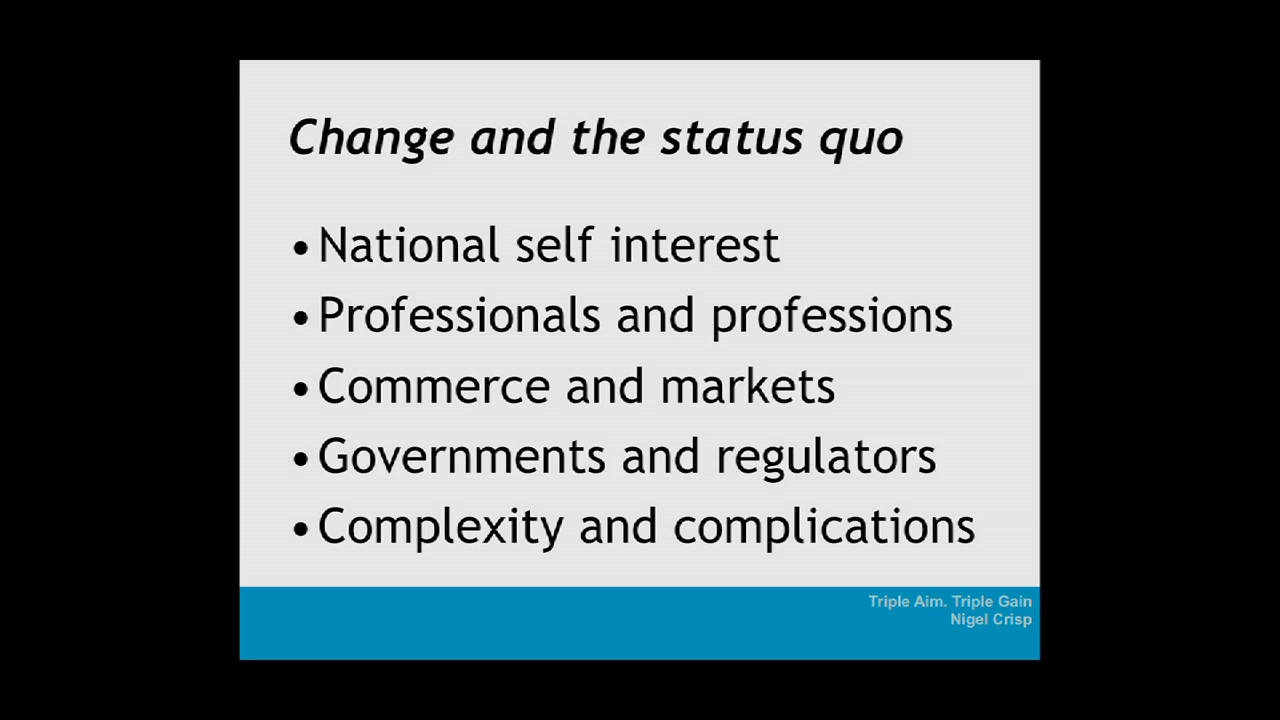 Change and the status quo
•National self interest
•Professionals and professions
•Commerce and markets
•Governments and regulators
•Complexity and complications
Triple Aim. Triple Gain
Nigel Crisp